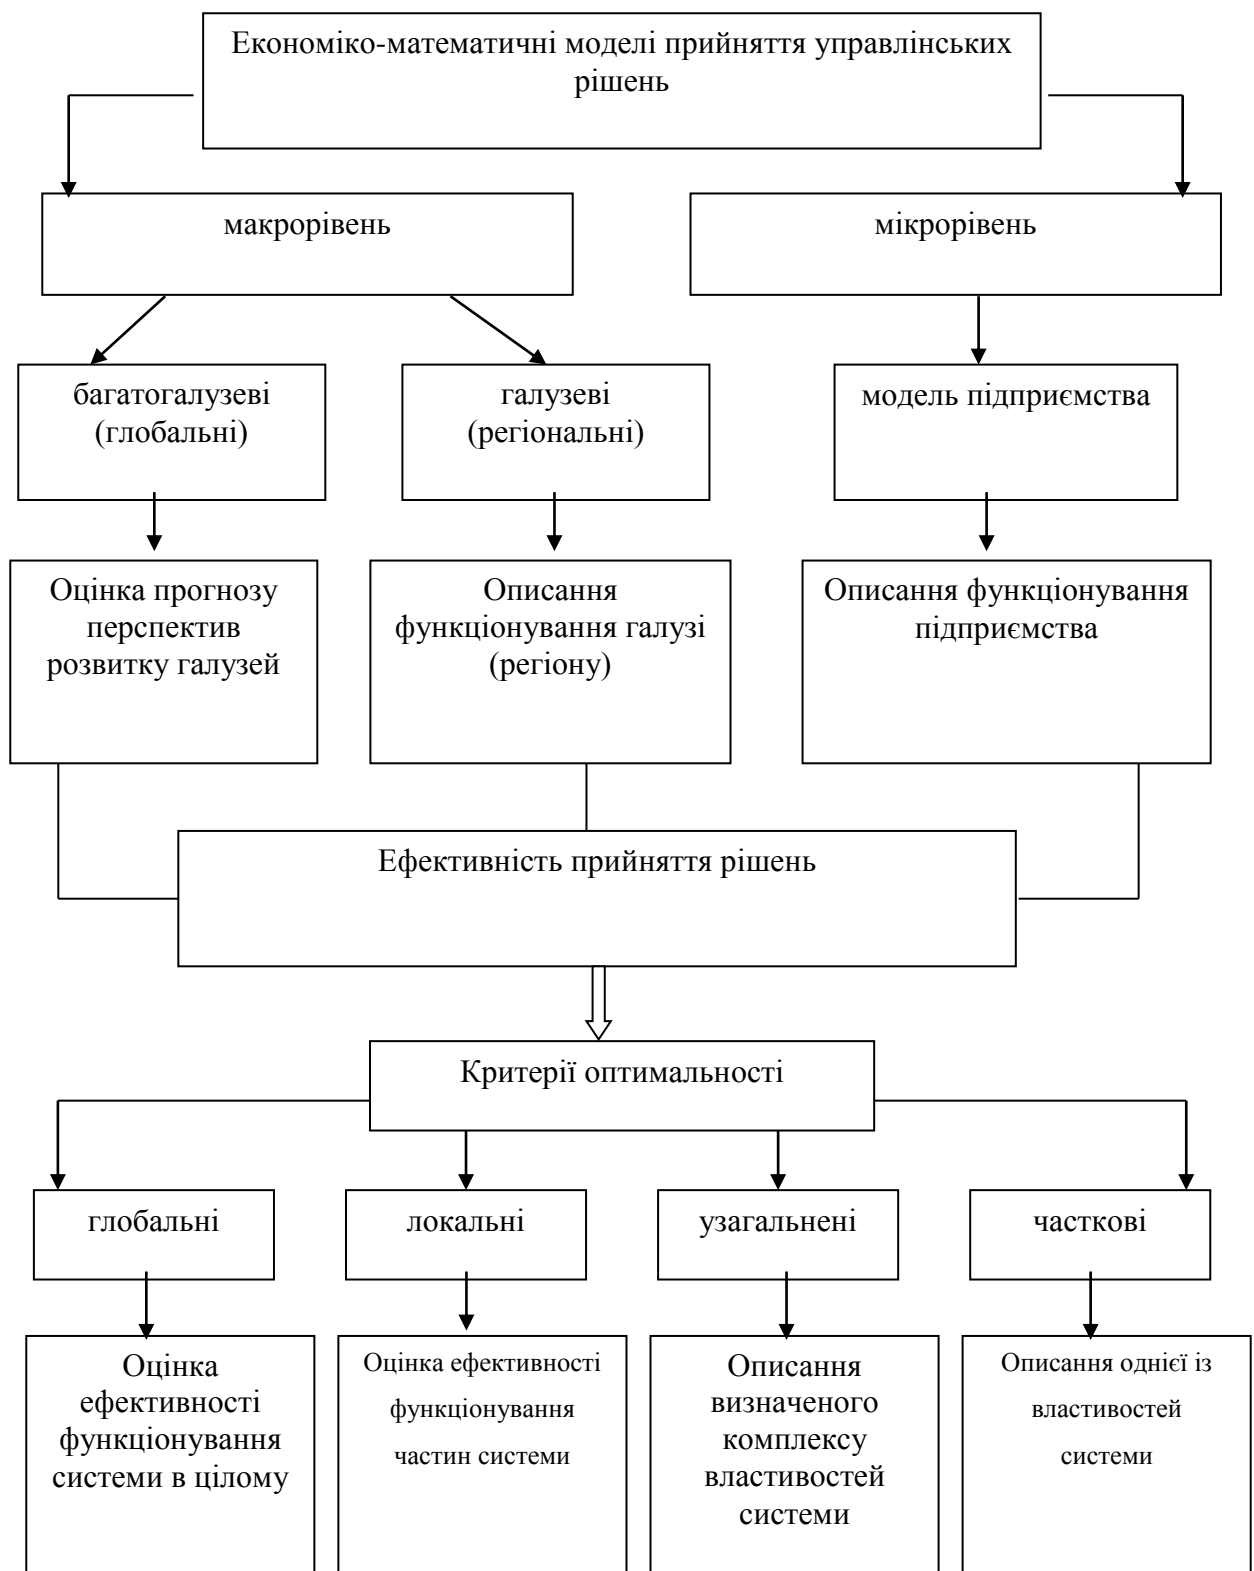 Економіко-математичні моделі прийняття управлінських
рішень
макрорівень
мікрорівень
багатогалузеві
(глобальні)
галузеві
(регіональні)
модель підприємства
Оцінка прогнозу
перспектив
розвитку галузей
Описання
функціонування галузі
(регіону)
Описання функціонування
підприємства
Ефективність прийняття рішень
Критерії оптимальності
глобальні
локальні
узагальнені
часткові
Оцінка
ефективності
функціонування
системи в цілому
Оцінка ефективності
функціонування
частин системи
Описання
визначеного
комплексу
властивостей
системи
Описання однієї із
властивостей
системи